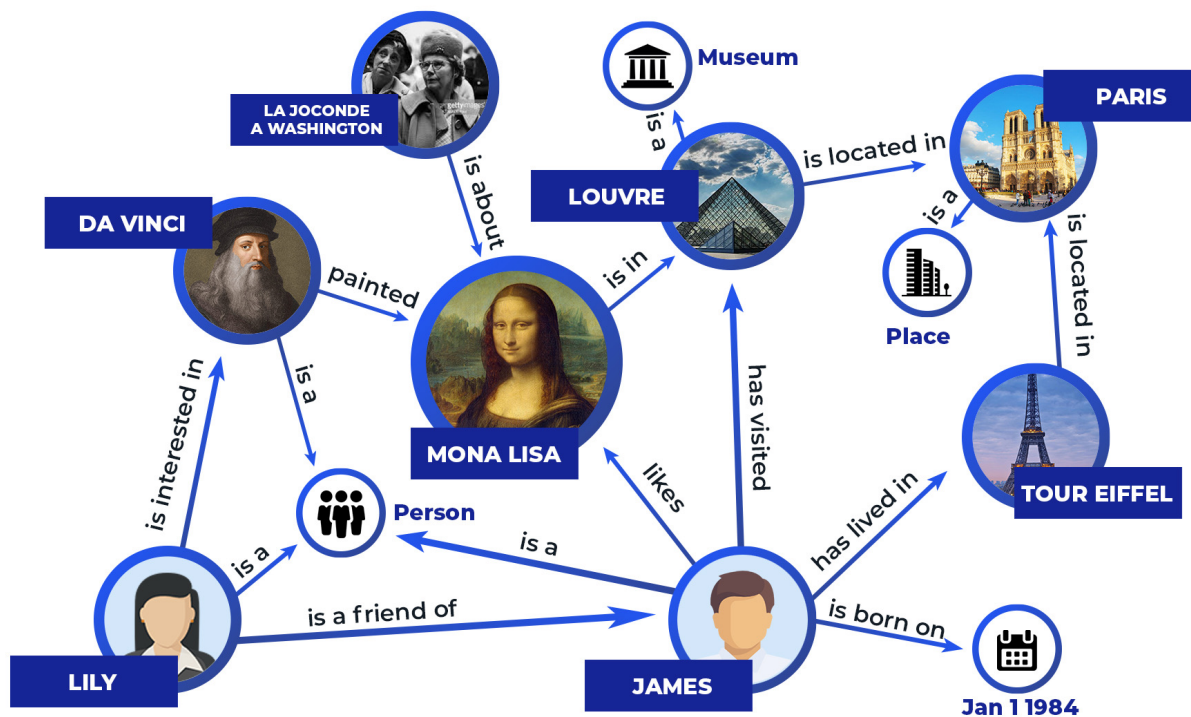 Museum
PARIS
LA JOCONDE
A WASHINGTON
gettyimages
is a
is located in
is about
LOUVRE
DA VINCI
is a
is located in
painted
is in
Place
is interested in
is a
has visited
MONA LISA
likes
TOUR EIFFEL
has lived in
Person
is a
is a
is a friend of
is born on
LILY
JAMES
Jan 1 1984